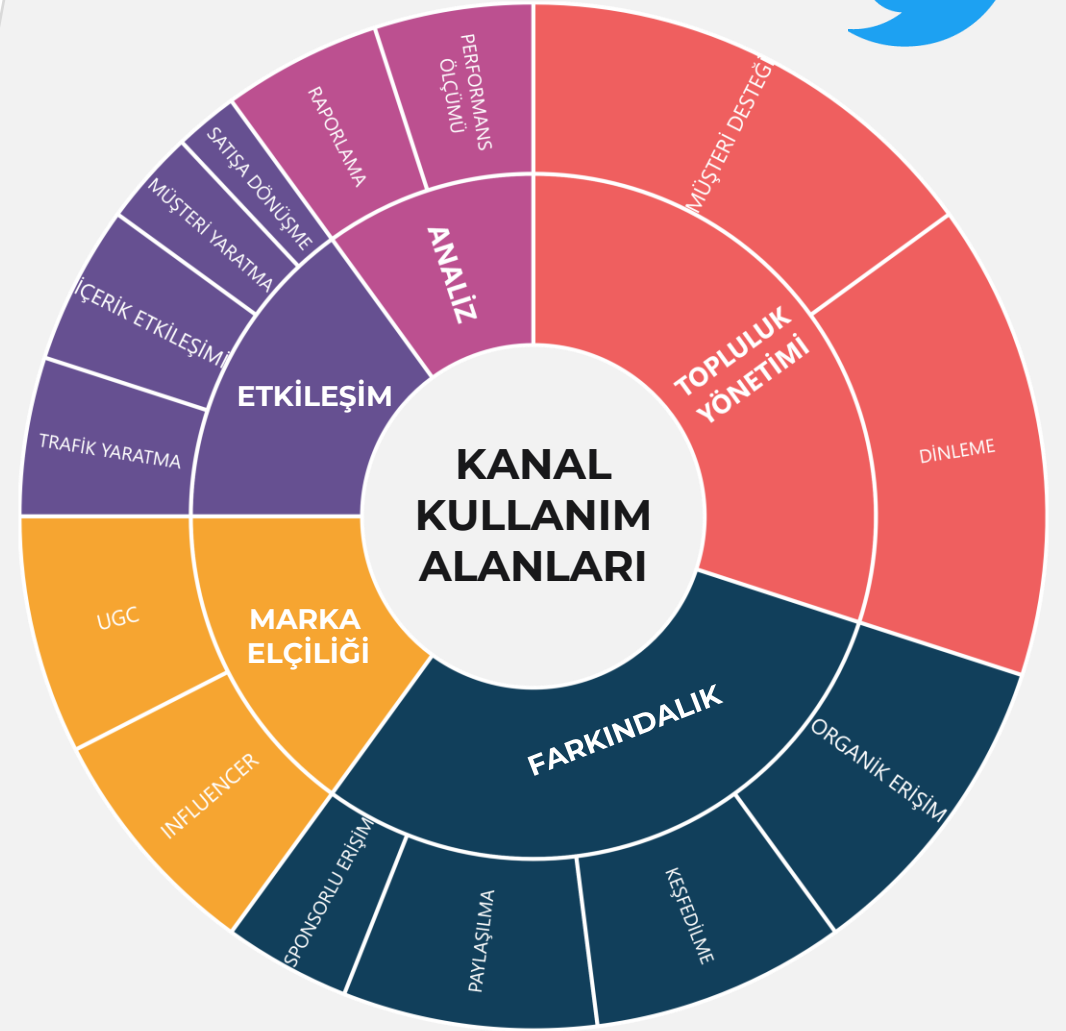 KANAL
KULLANIM
ALANLARI
TOPLULUK
YÖNETİMİ
MÜŞTERİ DESTEĞİ
DİNLEME
FARKINDALIK
ORGANİK ERİŞİM
KEŞFEDİLME
PAYLAŞILMA
SPONSORLU ERİŞİM
MARKA
ELÇİLİĞİ
INFLUENCER
UGC
ETKİLEŞİM
TRAFİK YARATMA
İÇERİK ETKİLEŞİMİ
MÜŞTERİ YARATMA
SATIŞA DÖNÜŞME
ANALİZ
RAPORLAMA
PERFORMANS
ÖLÇÜMÜ